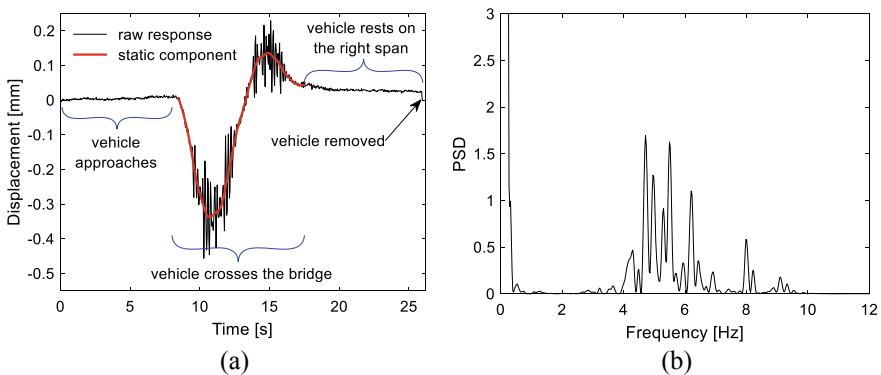 0.2
0.1
0
-0.1
-0.2
-0.3
-0.4
-0.5
Displacement [mm]
raw response
static component
vehicle rests on
the right span
vehicle
approaches
vehicle removed
vehicle crosses the bridge
0 5 10 15 20 25
Time [s]
(a)
3
2.5
2
1.5
1
0.5
0
PSD
0 2 4 6 8 10 12
Frequency [Hz]
(b)